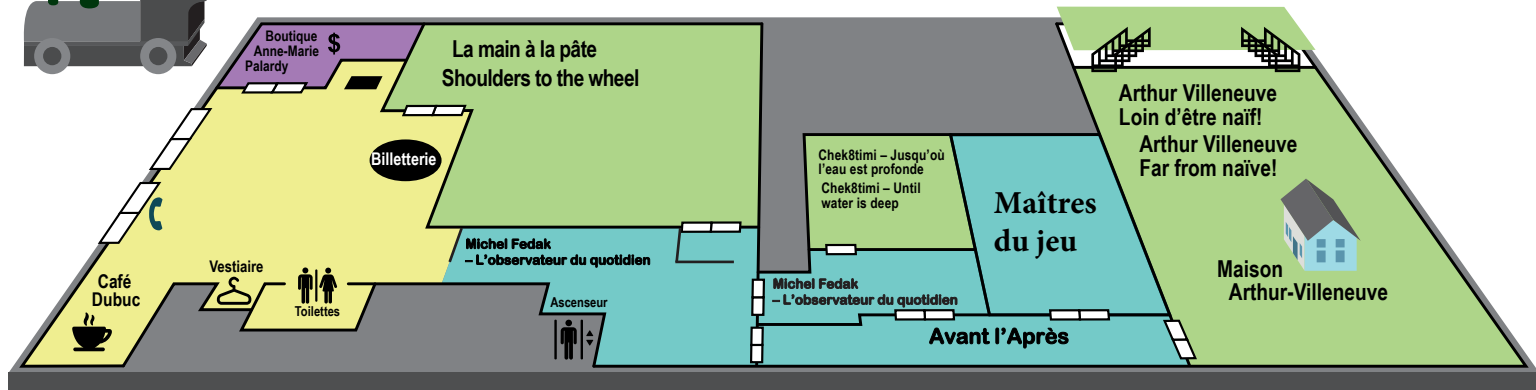 Boutique
Anne-Marie
Palardy
$
La main à la pâte
Shoulders to the wheel
Billetterie
Café
Dubuc
Vestiaire
Toilettes
Michel Fedak
– L'observateur du quotidien
Ascenseur
Chek8timi – Jusqu'où
l'eau est profonde
Chek8timi – Until
water is deep
Michel Fedak
– L'observateur du quotidien
Maîtres
du jeu
Avant l'Après
Arthur Villeneuve
Loin d'être naïf!
Arthur Villeneuve
Far from naïve!
Maison
Arthur-Villeneuve